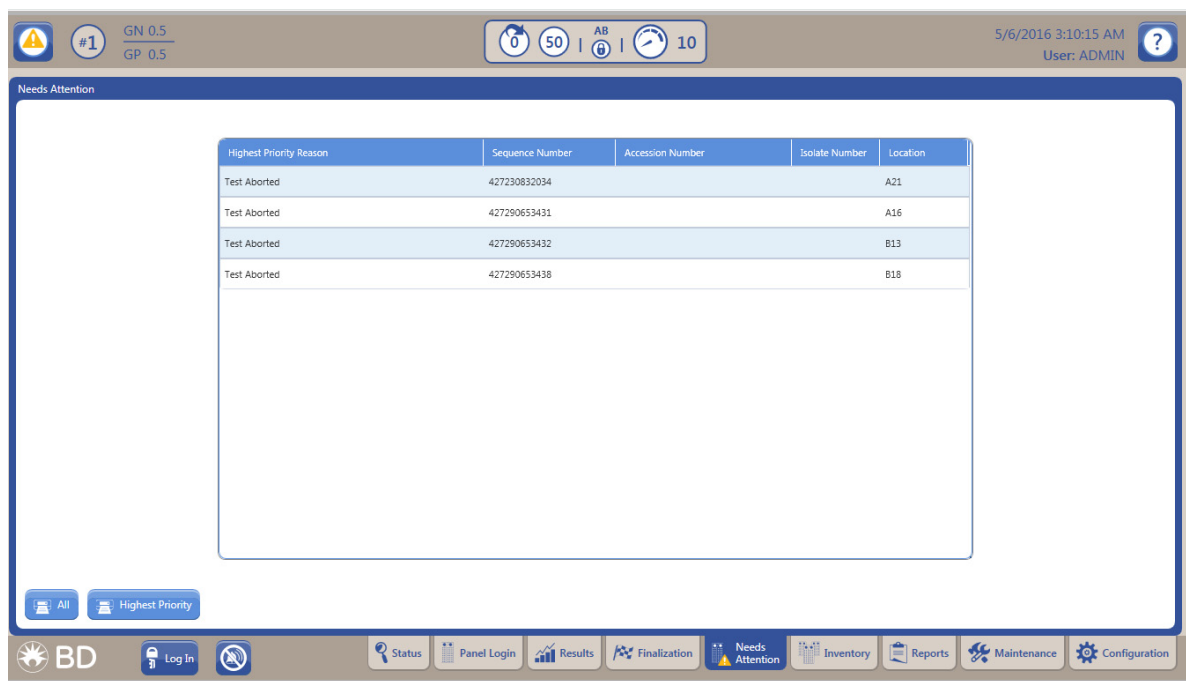 #1
GN 0.5
GP 0.5
0 50 | AB | 10
5/6/2016 3:10:15 AM
User: ADMIN
?
Needs Attention
Highest Priority Reason Sequence Number Accession Number Isolate Number Location
Test Aborted 427230832034 A21
Test Aborted 427290653431 A16
Test Aborted 427290653432 B13
Test Aborted 427290653438 B18
All Highest Priority
BD Log In Status Panel Login Results Finalization Needs Attention Inventory Reports Maintenance Configuration